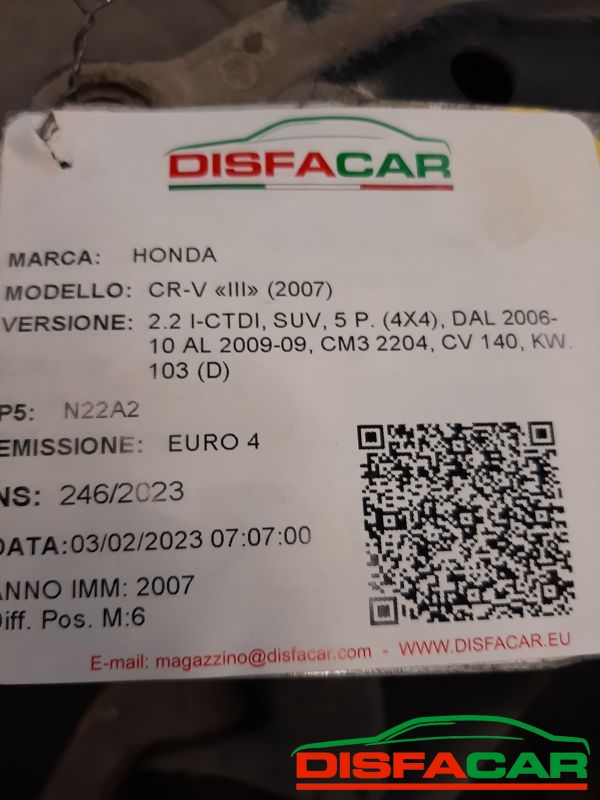 DISFACAR
MARCA: HONDA
MODELLO: CR-V «III» (2007)
VERSIONE: 2.2 I-CTDI, SUV, 5 P. (4X4), DAL 2006-
10 AL 2009-09, CM3 2204, CV 140, KW.
103 (D)
P5: N22A2
EMISSIONE: EURO 4
NS: 246/2023
DATA:03/02/2023 07:07:00
ANNO IMM: 2007
Diff. Pos. M:6
E-mail: magazzino@disfacar.com - WWW.DISFACAR.EU
DISFACAR